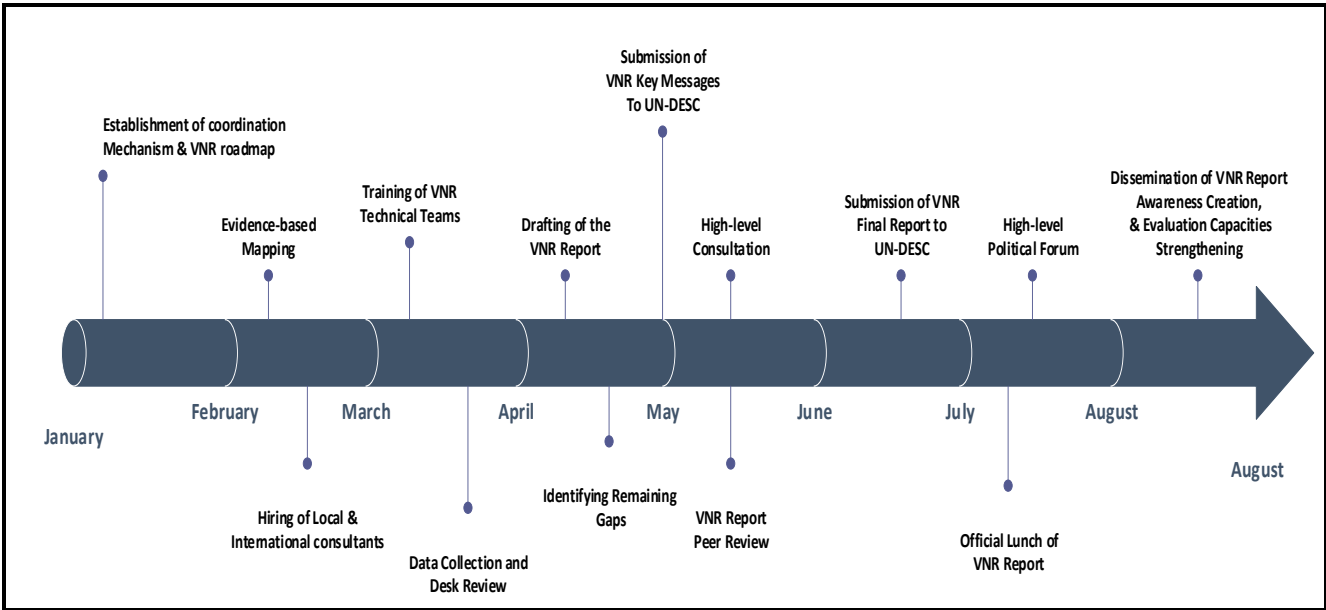 Submission of
VNR Key Messages
To UN-DESC
Establishment of coordination
Mechanism & VNR roadmap
Training of VNR
Technical Teams
Dissemination of VNR Report
Awareness Creation,
& Evaluation Capacities
Strengthening
Evidence-based
Mapping
Drafting of the
VNR Report
High-level
Consultation
Submission of VNR
Final Report to
UN-DESC
High-level
Political Forum
January
February
March
April
May
June
July
August
August
Hiring of Local &
International consultants
Data Collection and
Desk Review
Identifying Remaining
Gaps
VNR Report
Peer Review
Official Lunch of
VNR Report